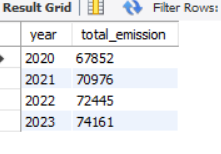 Result Grid Filter Rows:
year total_emission
2020 67852
2021 70976
2022 72445
2023 74161